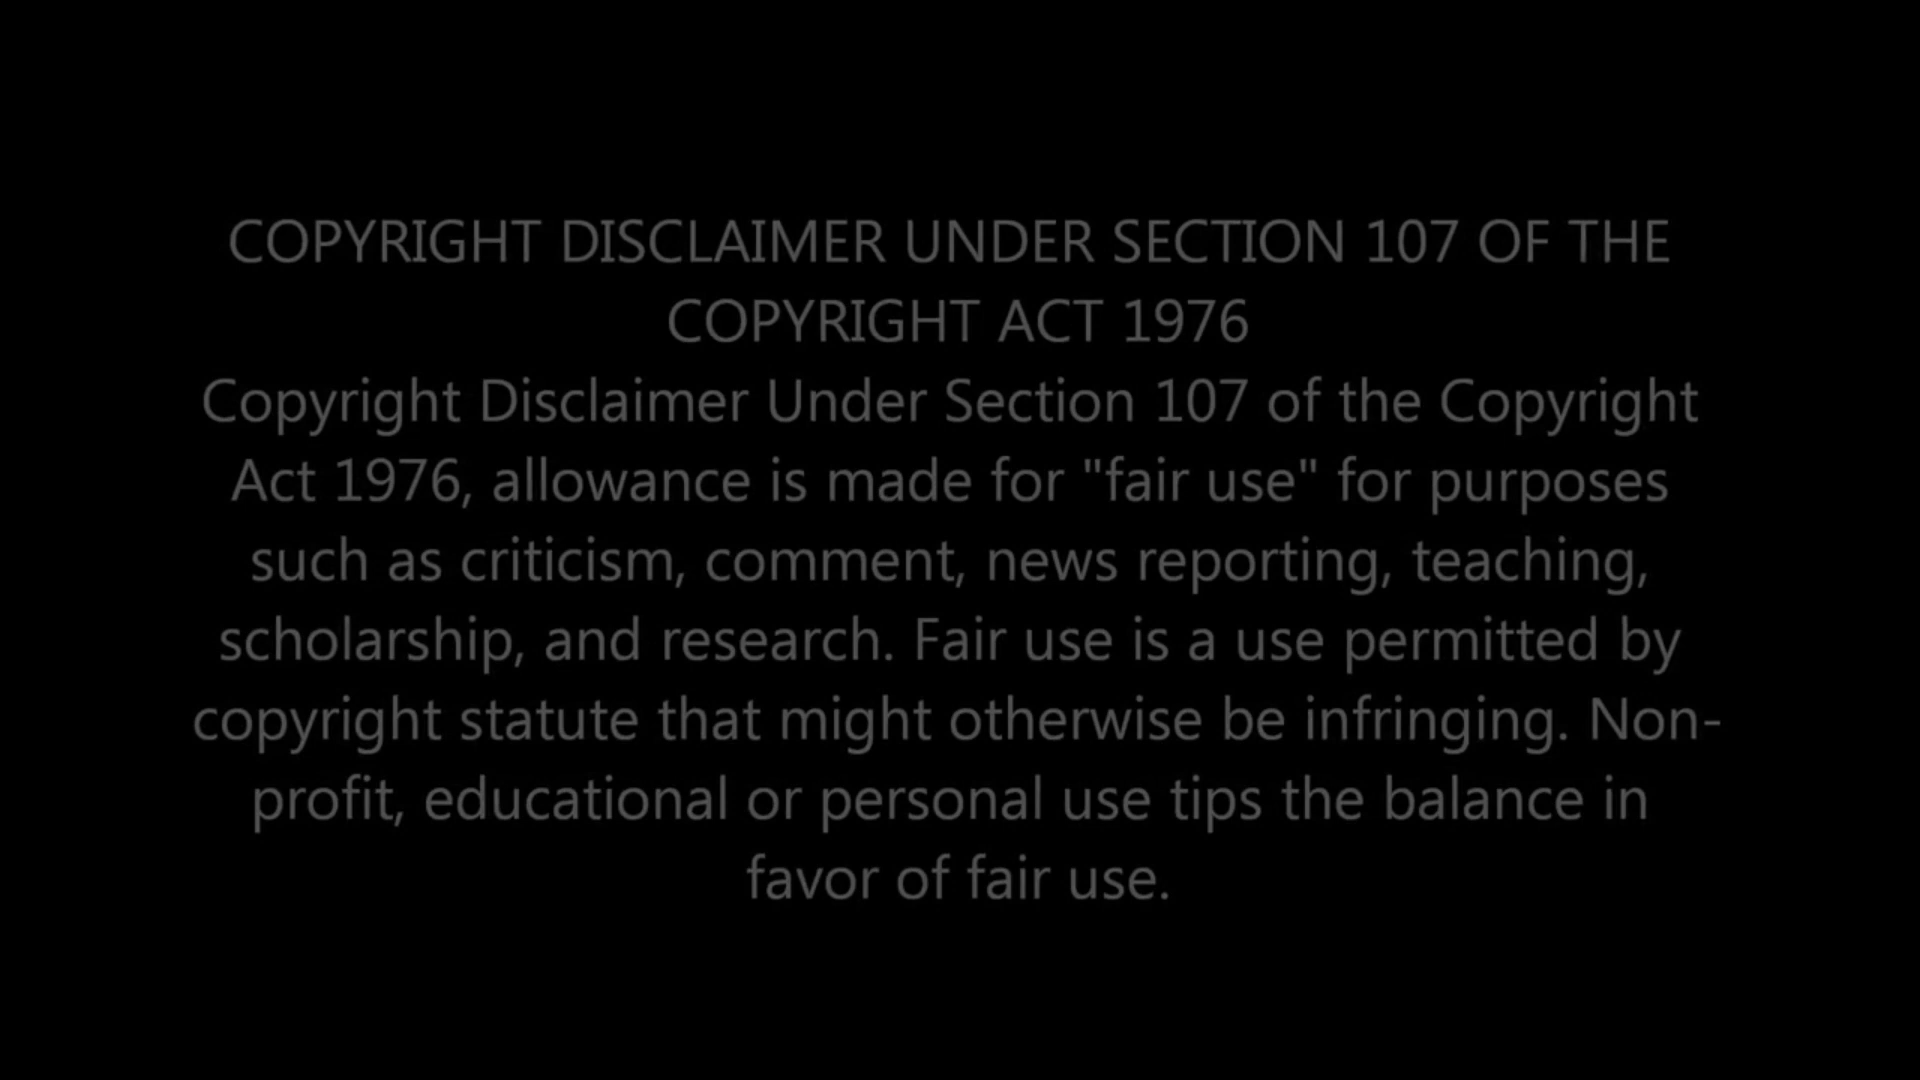 COPYRIGHT DISCLAIMER UNDER SECTION 107 OF THE
COPYRIGHT ACT 1976
Copyright Disclaimer Under Section 107 of the Copyright
Act 1976, allowance is made for "fair use" for purposes
such as criticism, comment, news reporting, teaching,
scholarship, and research. Fair use is a use permitted by
copyright statute that might otherwise be infringing. Non-
profit, educational or personal use tips the balance in
favor of fair use.